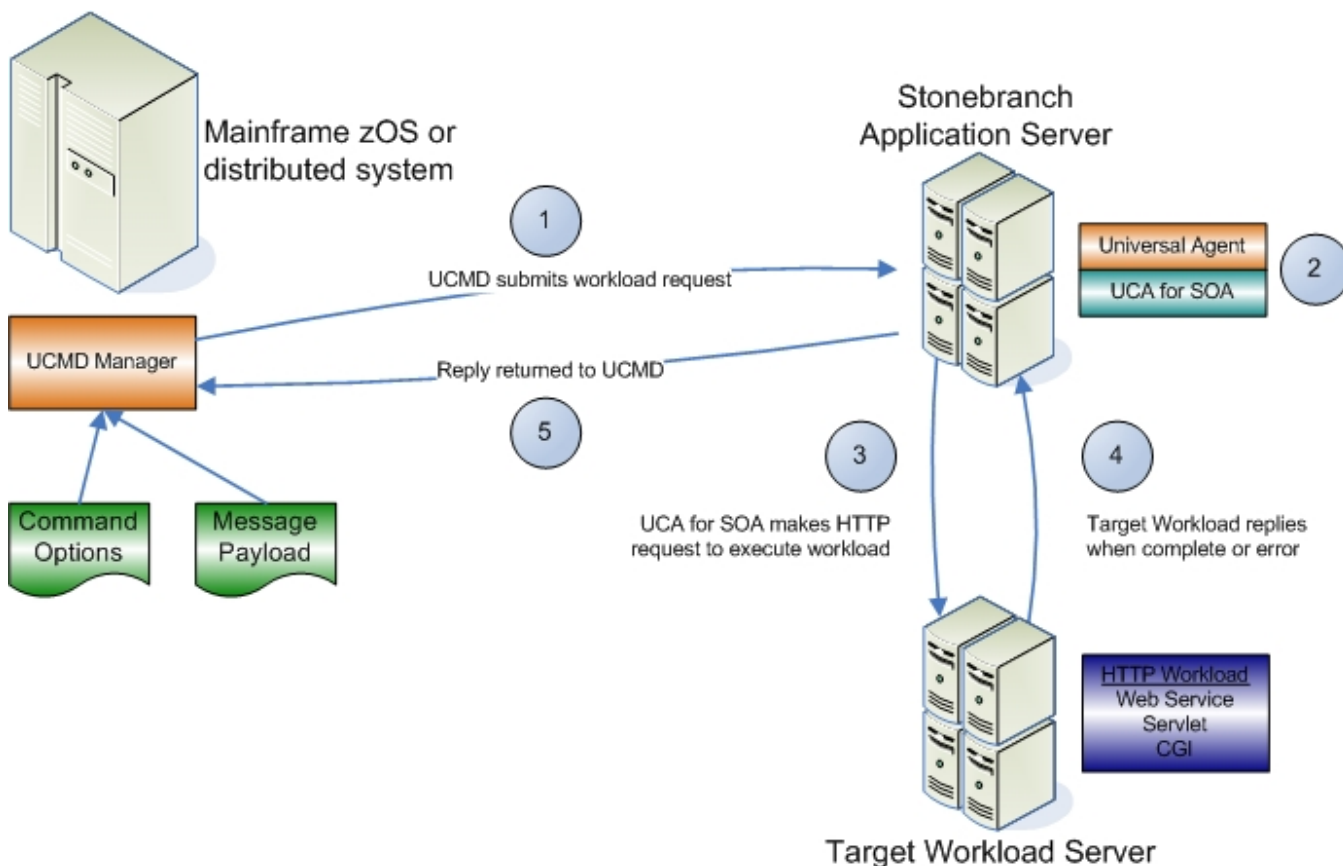 Mainframe zOS or
distributed system
Stonebranch
Application Server
1
UCMD submits workload request
Universal Agent
UCA for SOA
2
UCMD Manager
Reply returned to UCMD
5
3
4
Command
Options
Message
Payload
UCA for SOA makes HTTP
request to execute workload
Target Workload replies
when complete or error
HTTP Workload
Web Service
Servlet
CGI
Target Workload Server